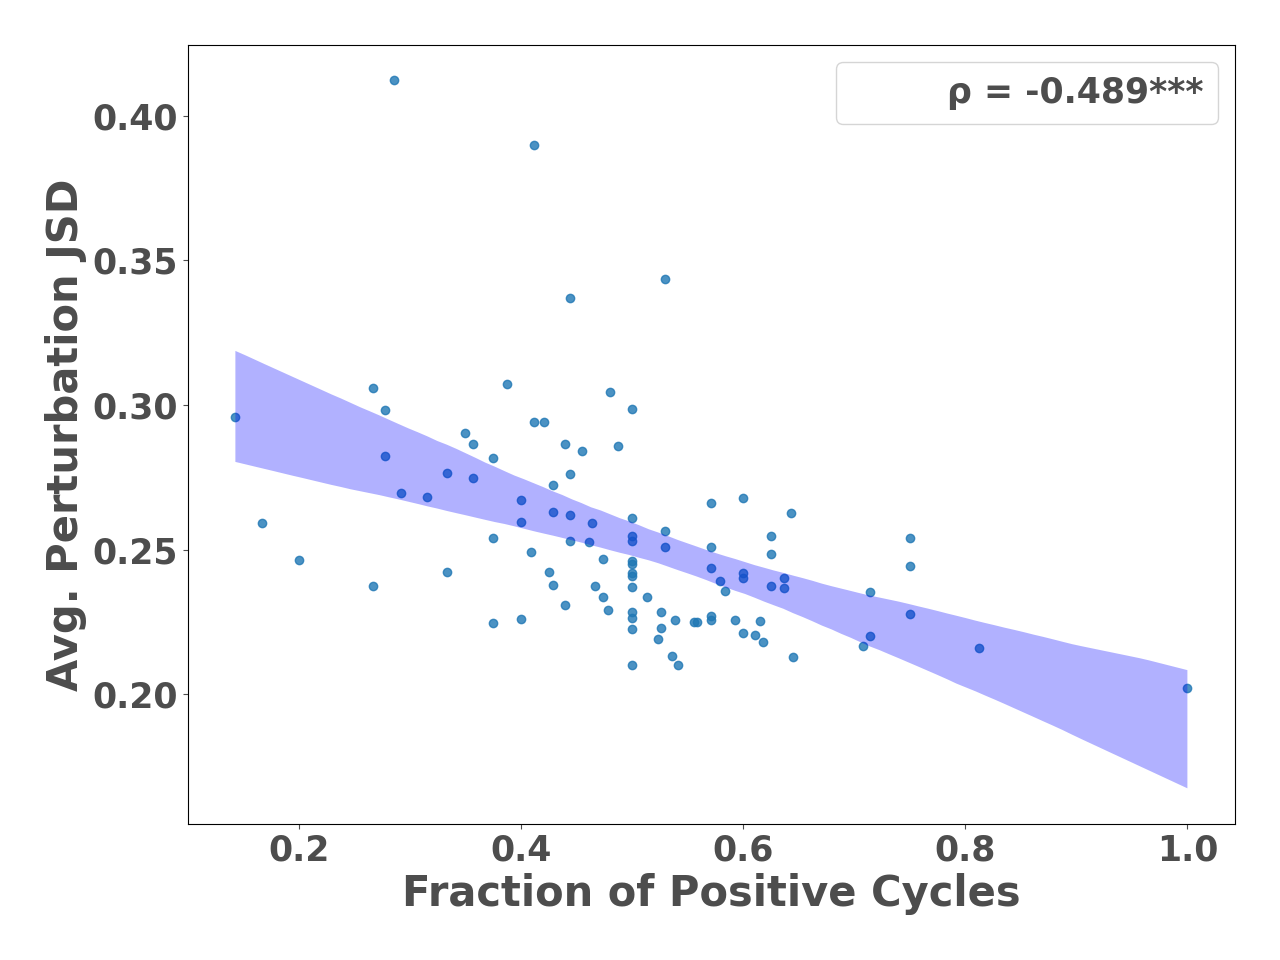 ρ = -0.489***
0.40
0.35
0.30
0.25
0.20
Avg. Perturbation JSD
0.2 0.4 0.6 0.8 1.0
Fraction of Positive Cycles